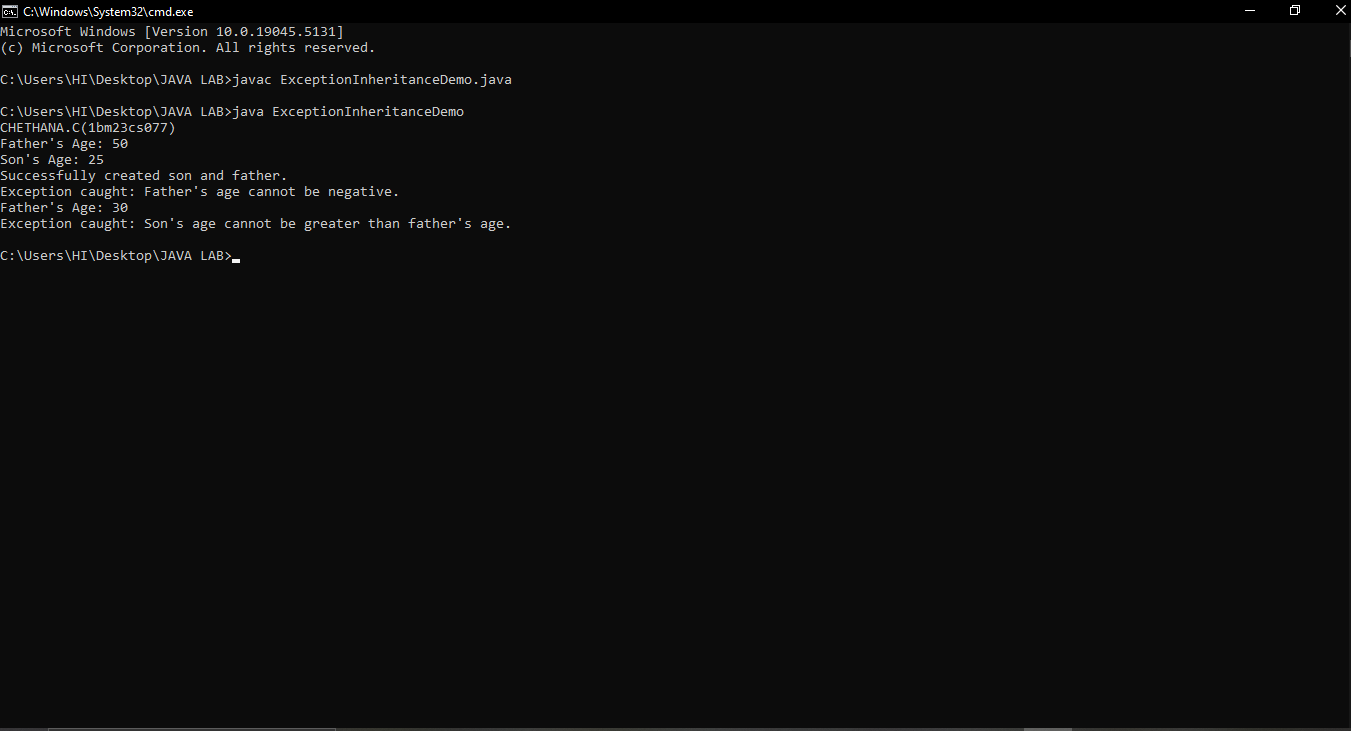 C:\Windows\System32\cmd.exe
Microsoft Windows [Version 10.0.19045.5131]
(c) Microsoft Corporation. All rights reserved.
C:\Users\HI\Desktop\JAVA LAB>javac ExceptionInheritanceDemo.java
C:\Users\HI\Desktop\JAVA LAB>java ExceptionInheritanceDemo
CHETHANA.C(1bm23cs077)
Father's Age: 50
Son's Age: 25
Successfully created son and father.
Exception caught: Father's age cannot be negative.
Father's Age: 30
Exception caught: Son's age cannot be greater than father's age.
C:\Users\HI\Desktop\JAVA LAB>